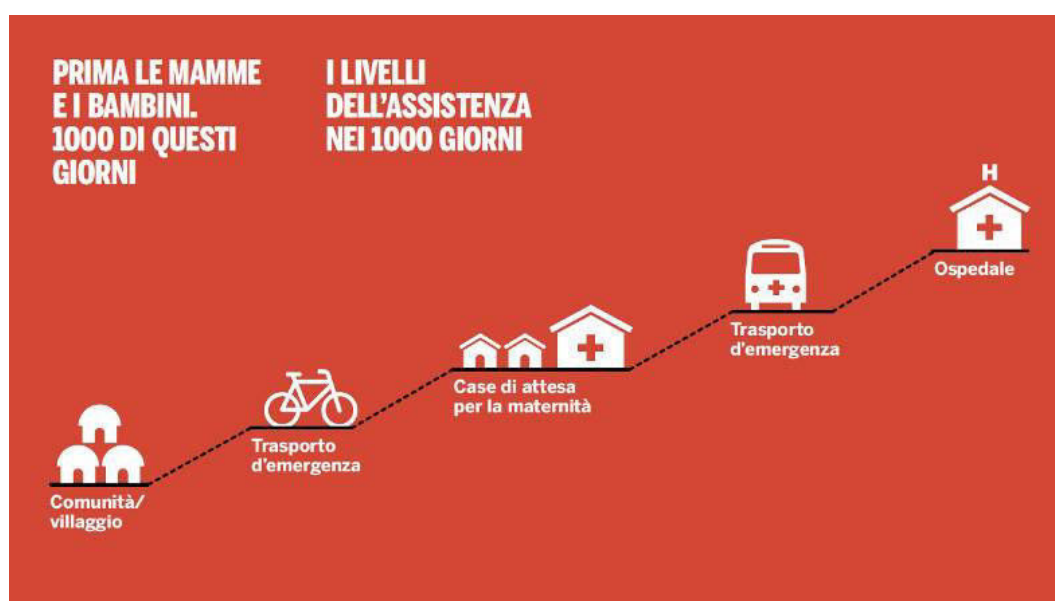 PRIMA LE MAMME
E I BAMBINI.
1000 DI QUESTI
GIORNI
I LIVELLI
DELL'ASSISTENZA
NEI 1000 GIORNI
H
Ospedale
Trasporto
d'emergenza
Case di attesa
per la maternità
Trasporto
d'emergenza
Comunità/
villaggio